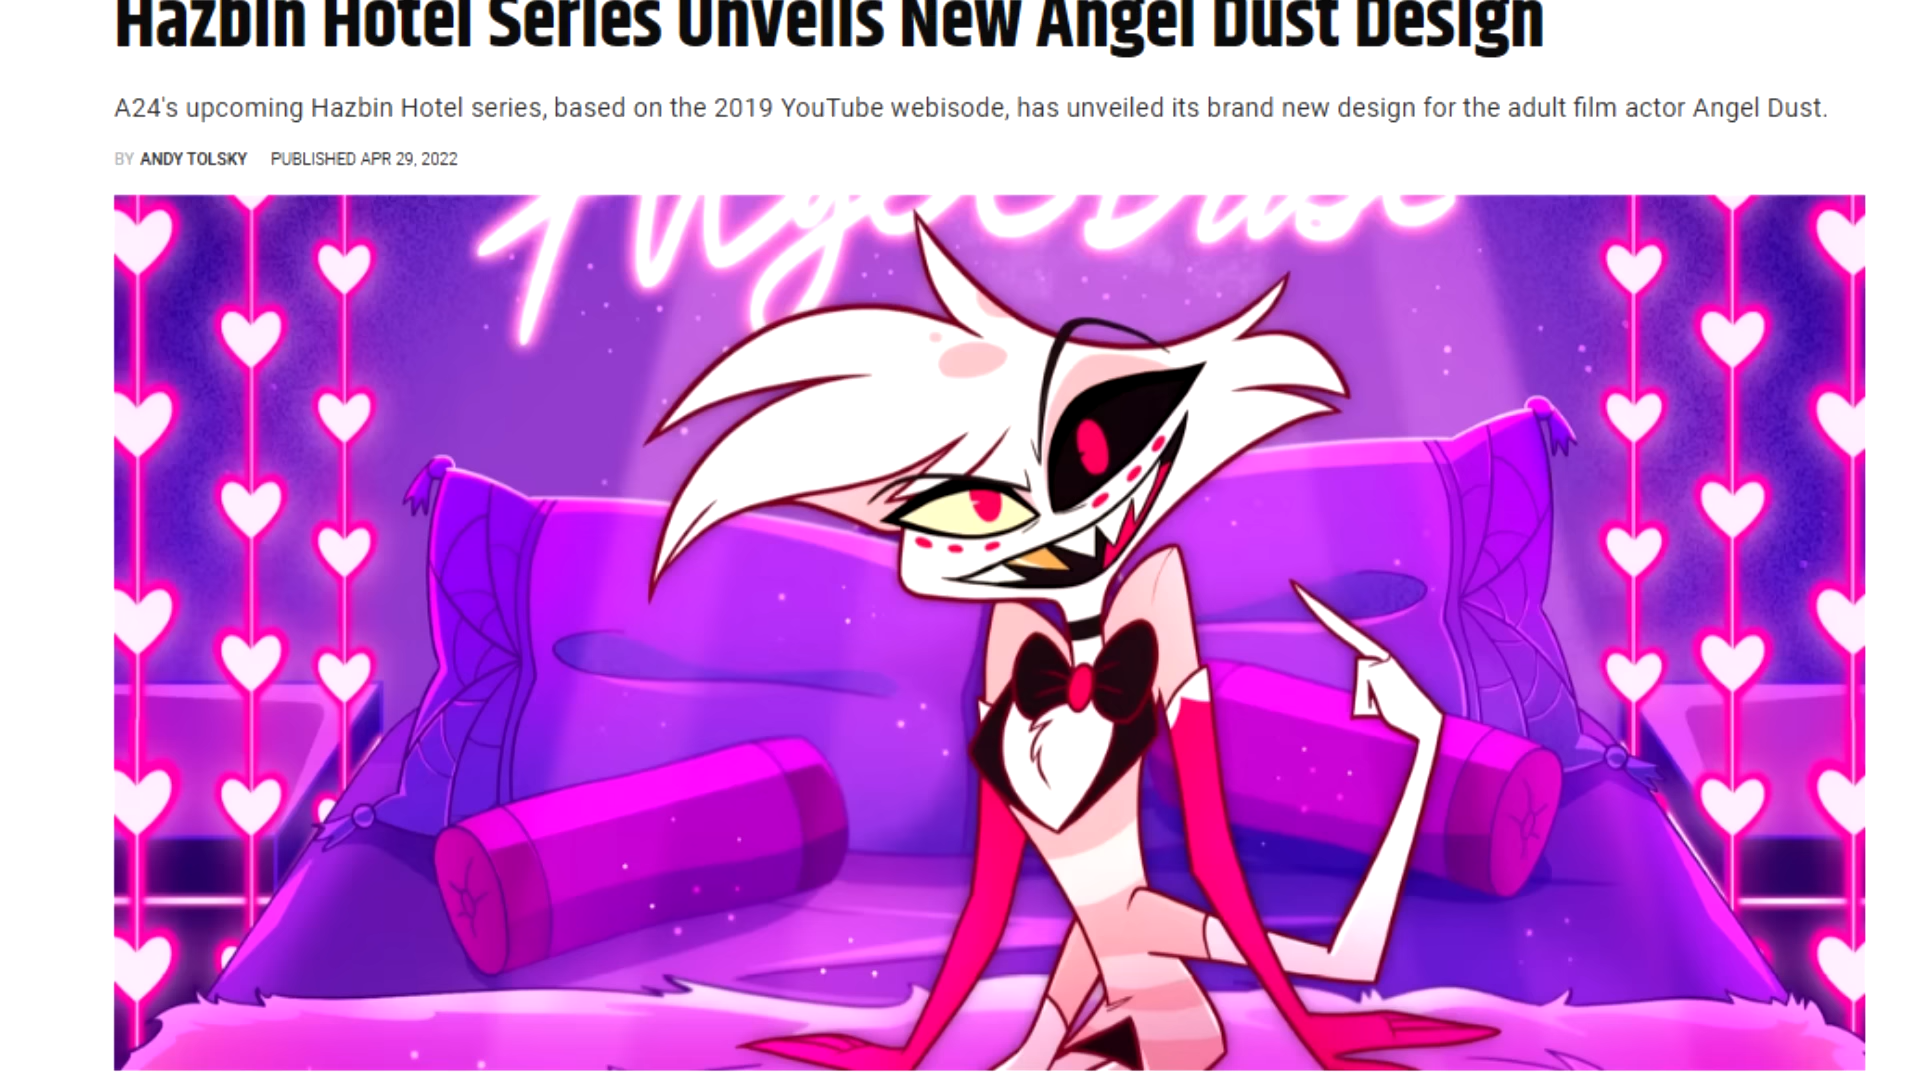 Hazbin Hotel Series Unveils New Angel Dust Design
A24's upcoming Hazbin Hotel series, based on the 2019 YouTube webisode, has unveiled its brand new design for the adult film actor Angel Dust.
BY ANDY TOLSKY PUBLISHED APR 29, 2022
Angel Dust